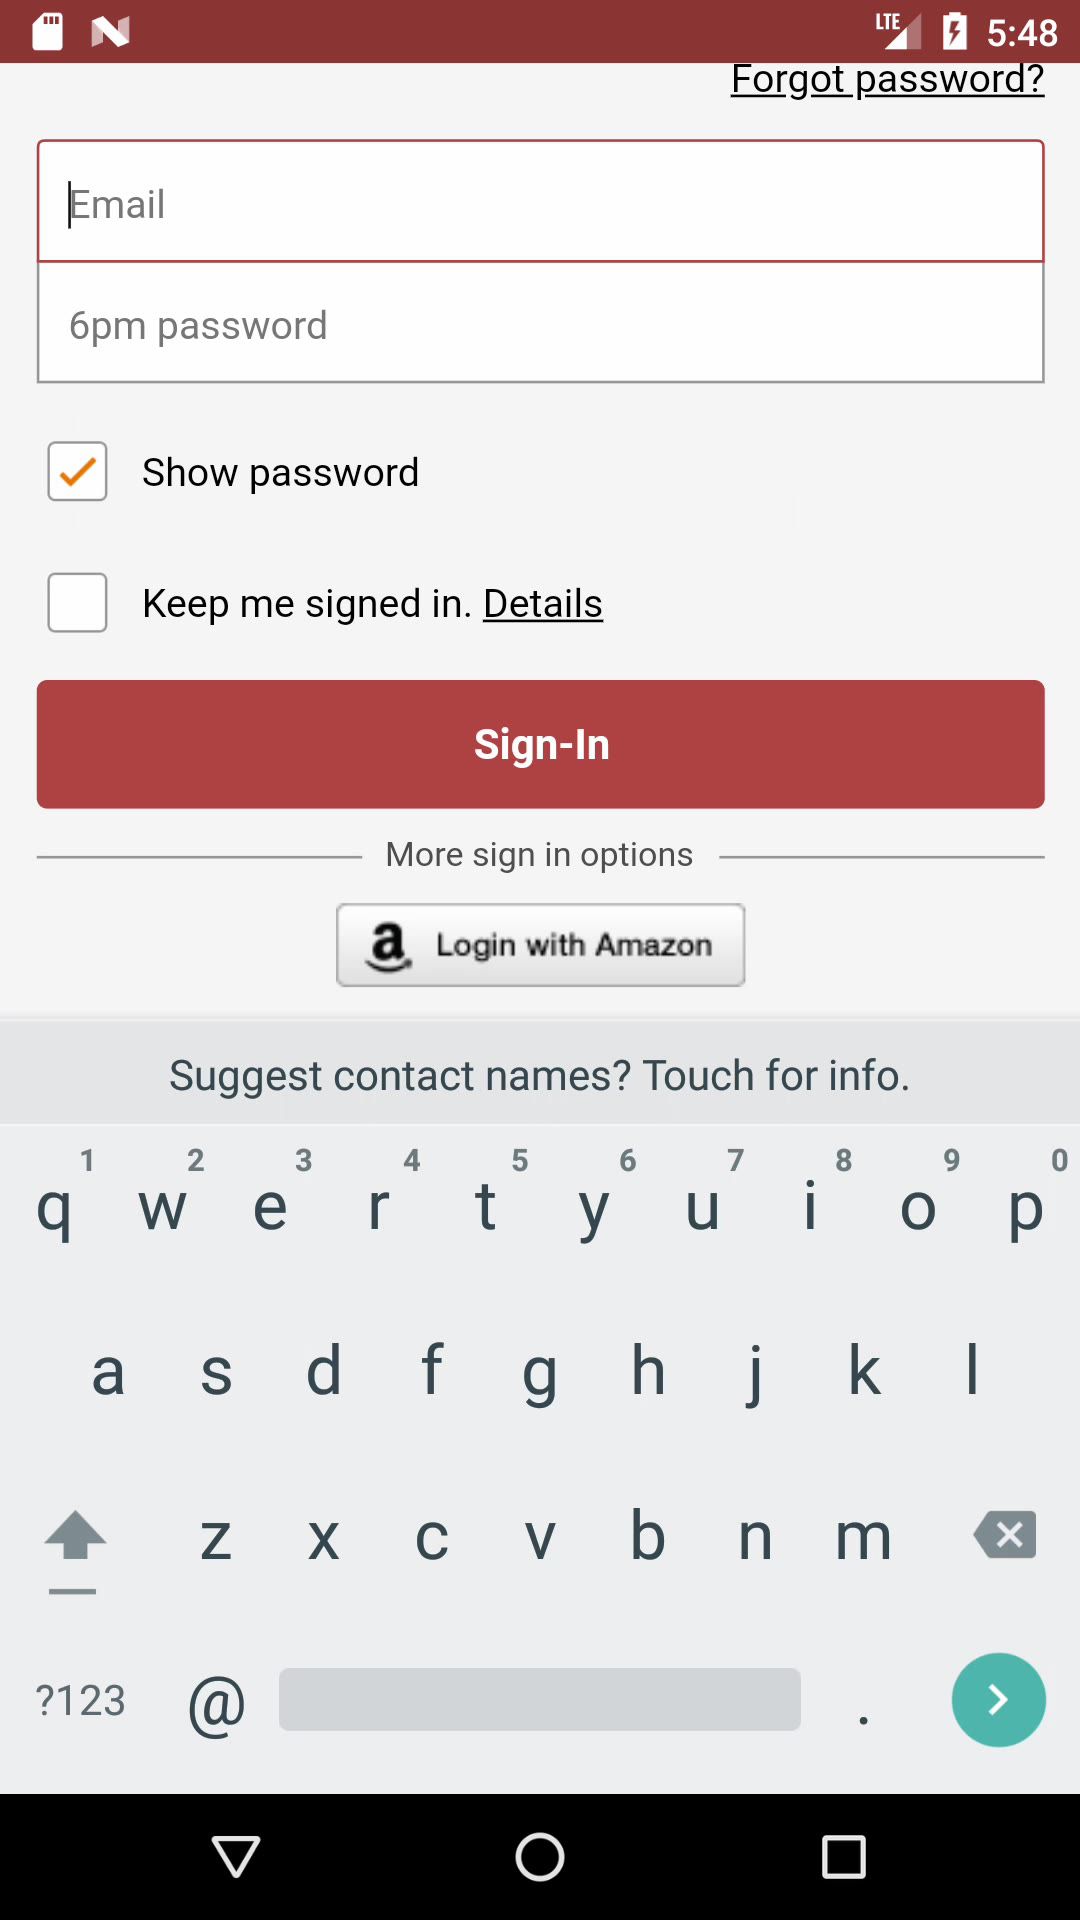 LTE 5:48
Forgot password?
Email
6pm password
Show password
Keep me signed in. Details
Sign-In
More sign in options
a Login with Amazon
Suggest contact names? Touch for info.
1 2 3 4 5 6 7 8 9 0
q w e r t y u i o p
a s d f g h j k l
z x c v b n m
?123 @ .